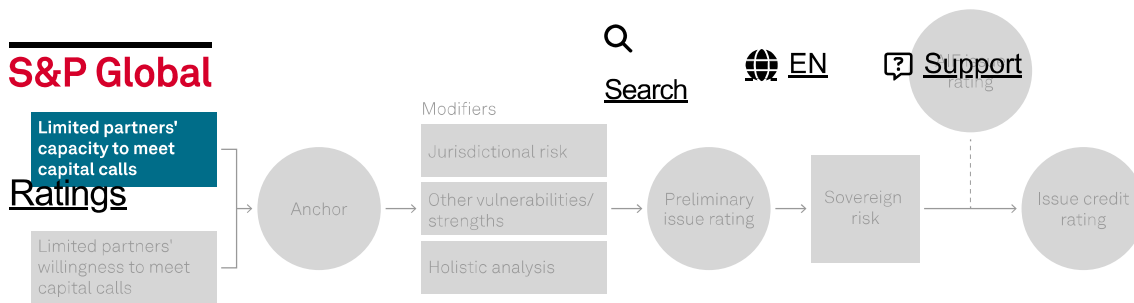 S&P Global
Search
EN
Support
rating
Limited partners'
capacity to meet
capital calls
Ratings
Limited partners'
willingness to meet
capital calls
Anchor
Modifiers
Jurisdictional risk
Other vulnerabilities/
strengths
Holistic analysis
Preliminary
issue rating
Sovereign
risk
Issue credit
rating